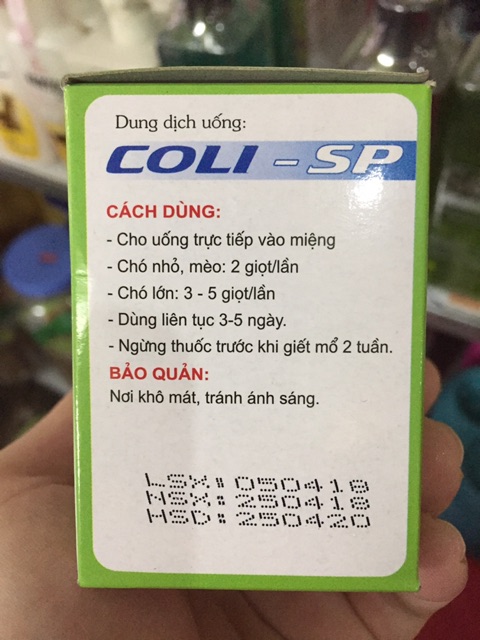 Dung dịch uống:
COLI - SP
CÁCH DÙNG:
- Cho uống trực tiếp vào miệng
- Chó nhỏ, mèo: 2 giọt/lần
- Chó lớn: 3 - 5 giọt/lần
- Dùng liên tục 3-5 ngày.
- Ngừng thuốc trước khi giết mổ 2 tuần.
BẢO QUẢN:
Nơi khô mát, tránh ánh sáng.
LSX: 050418
NSX: 250418
HSD: 250420